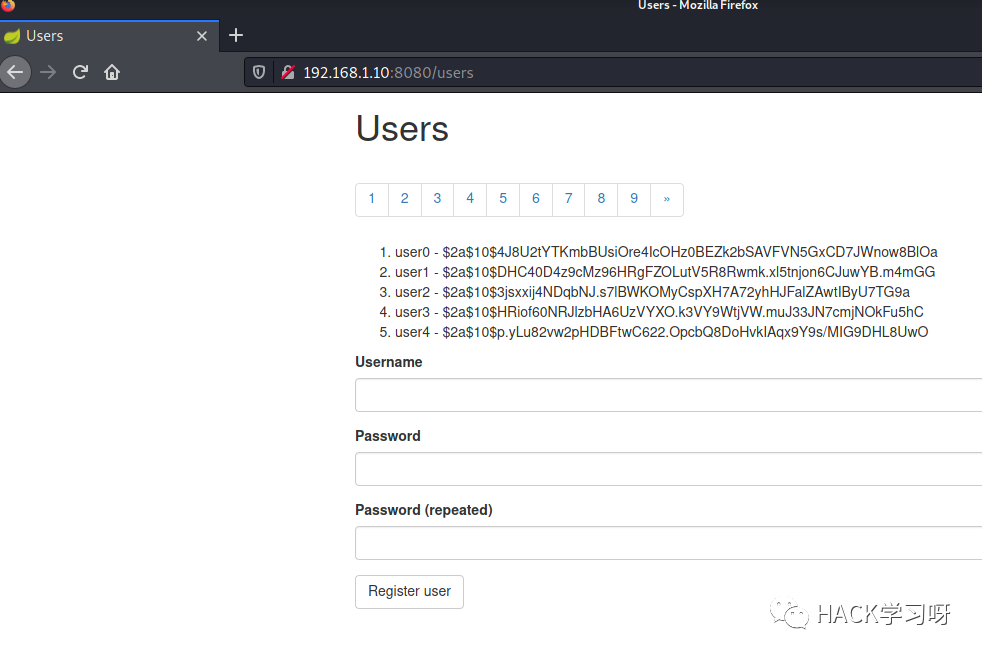 Users - Mozilla Firefox
Users
192.168.1.10:8080/users
Users
1 2 3 4 5 6 7 8 9 »
1. user0 - $2a$10$4J8U2tYTKmbBUsiOre4lcOHz0BEZk2bSAVFVN5GxCD7JWnow8BlOa
2. user1 - $2a$10$DHC40D4z9cMz96HRgFZOLutV5R8Rwmk.xl5tnjon6CJuwYB.m4mGG
3. user2 - $2a$10$3jsxxij4NDqbNJ.s7lBWKOMyCspXH7A72yhHJFalZAwtIByU7TG9a
4. user3 - $2a$10$HRiof60NRJlzbHA6UzVYXO.k3VY9WtjVW.muJ33JN7cmjNOkFu5hC
5. user4 - $2a$10$p.yLu82vw2pHDBFtwC622.OpcbQ8DoHvkIAqx9Y9s/MIG9DHL8UwO
Username
Password
Password (repeated)
Register user
HACK学习呀